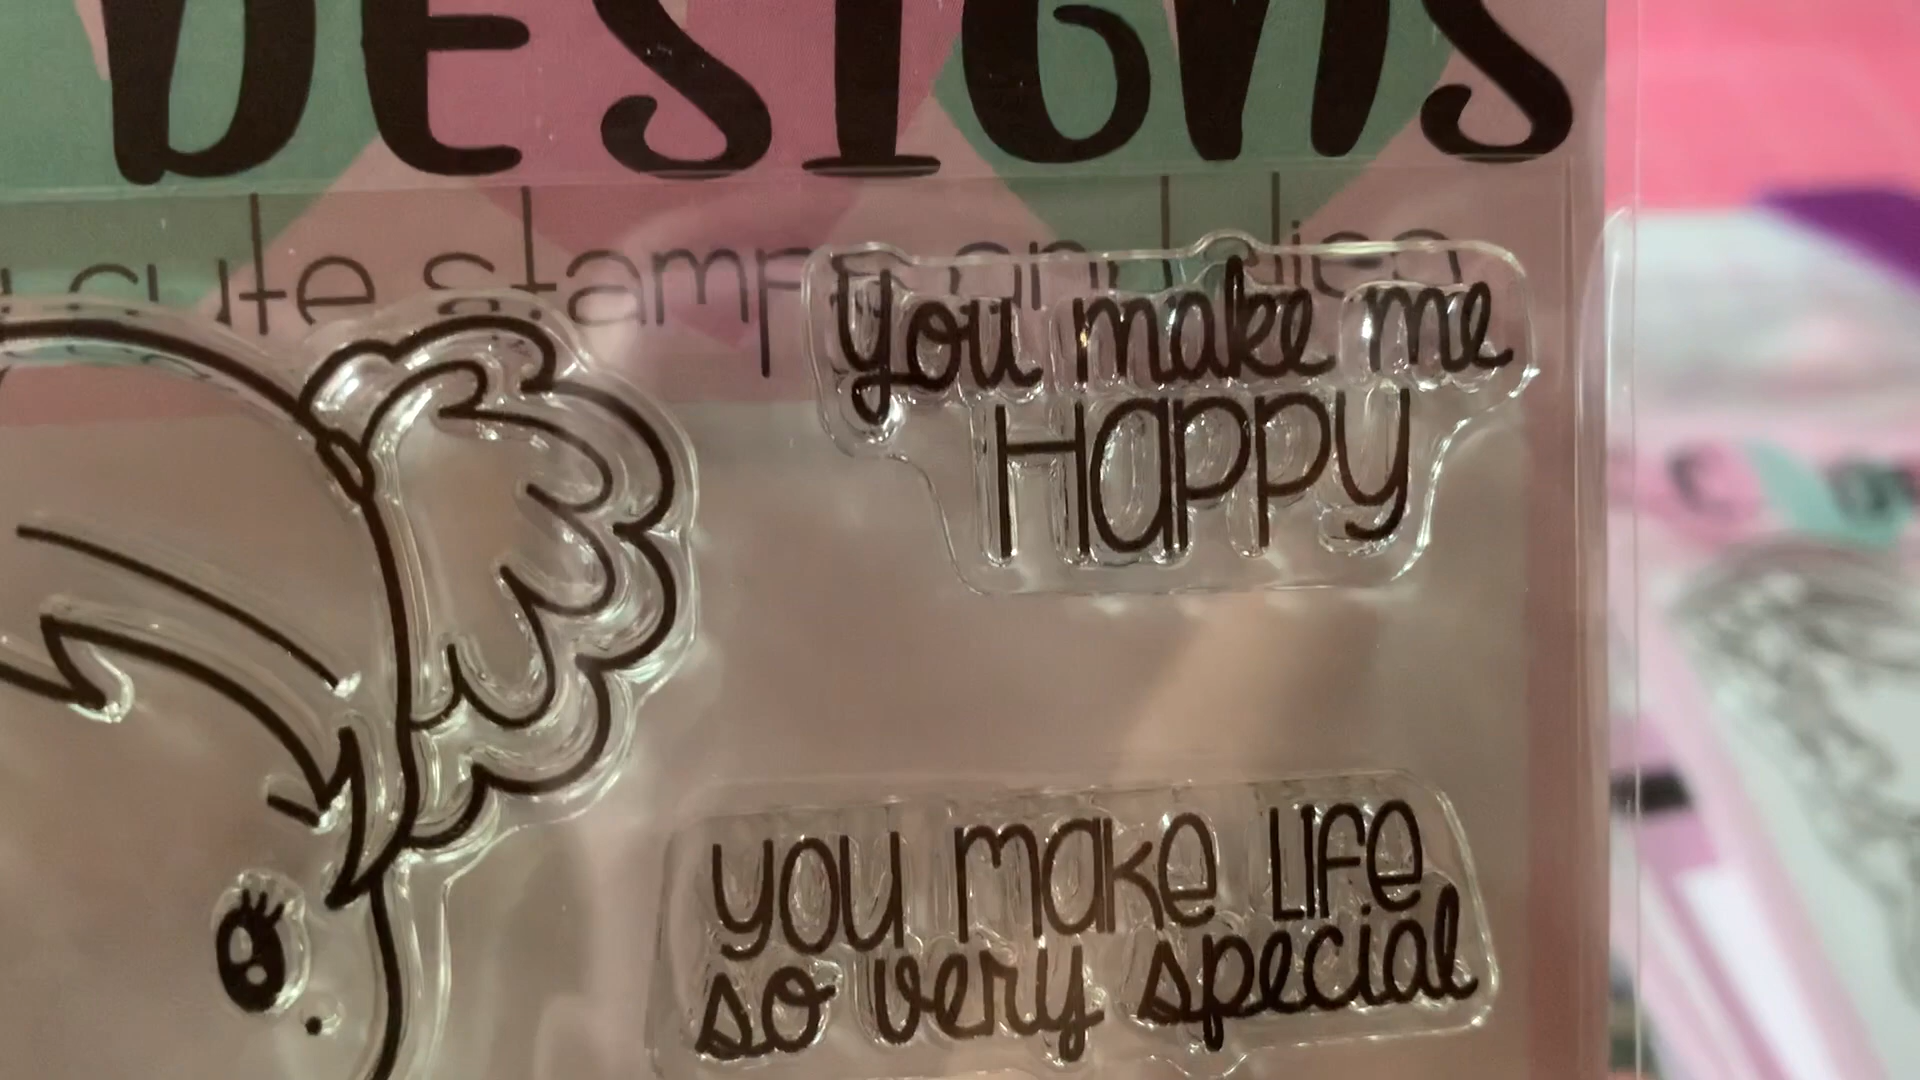 DESIGNS
cute stamps and dies
you make me
Happy
you make life
so very special